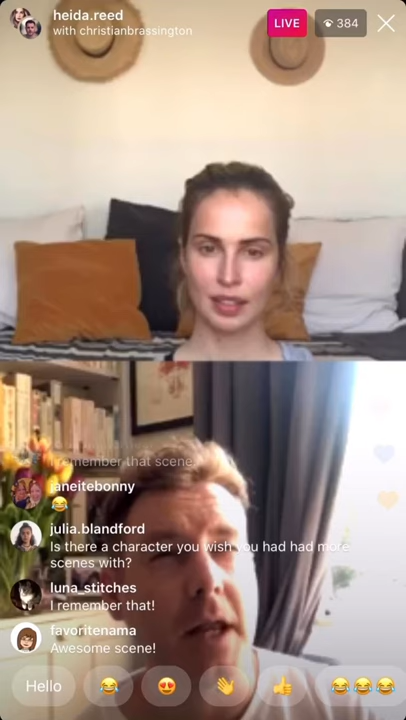 heida.reed
LIVE
384
with christianbrassington
I remember that scene
janeitebonny
😂
julia.blandford
Is there a character you wish you had had more
scenes with?
luna_stitches
I remember that!
favoritenama
Awesome scene!
Hello 😂 😍 👋 👍 😂😂😂